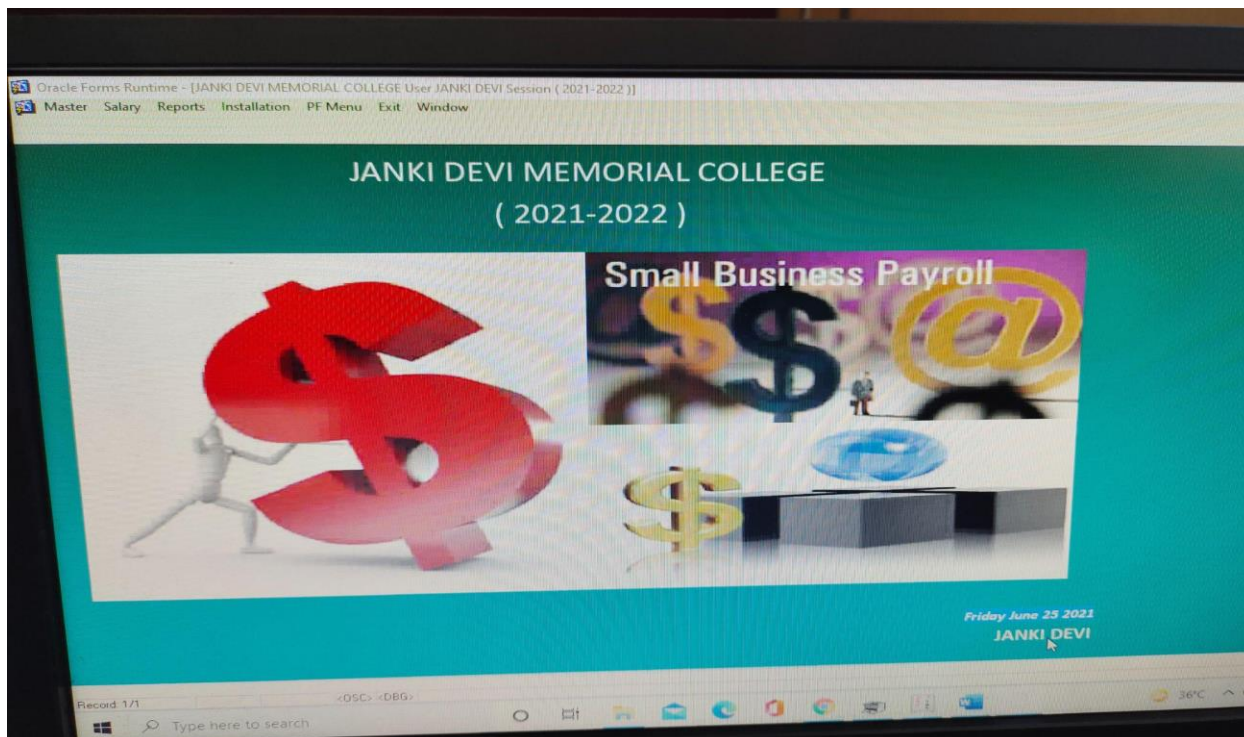 Oracle Forms Runtime - [JANKI DEVI MEMORIAL COLLEGE User JANKI DEVI Session ( 2021-2022 )]
Master Salary Reports Installation PF Menu Exit Window
JANKI DEVI MEMORIAL COLLEGE
( 2021-2022 )
Small Business Payroll
Friday June 25 2021
JANKI DEVI
Record: 1/1 <OSC> <DBG>
Type here to search
36°C